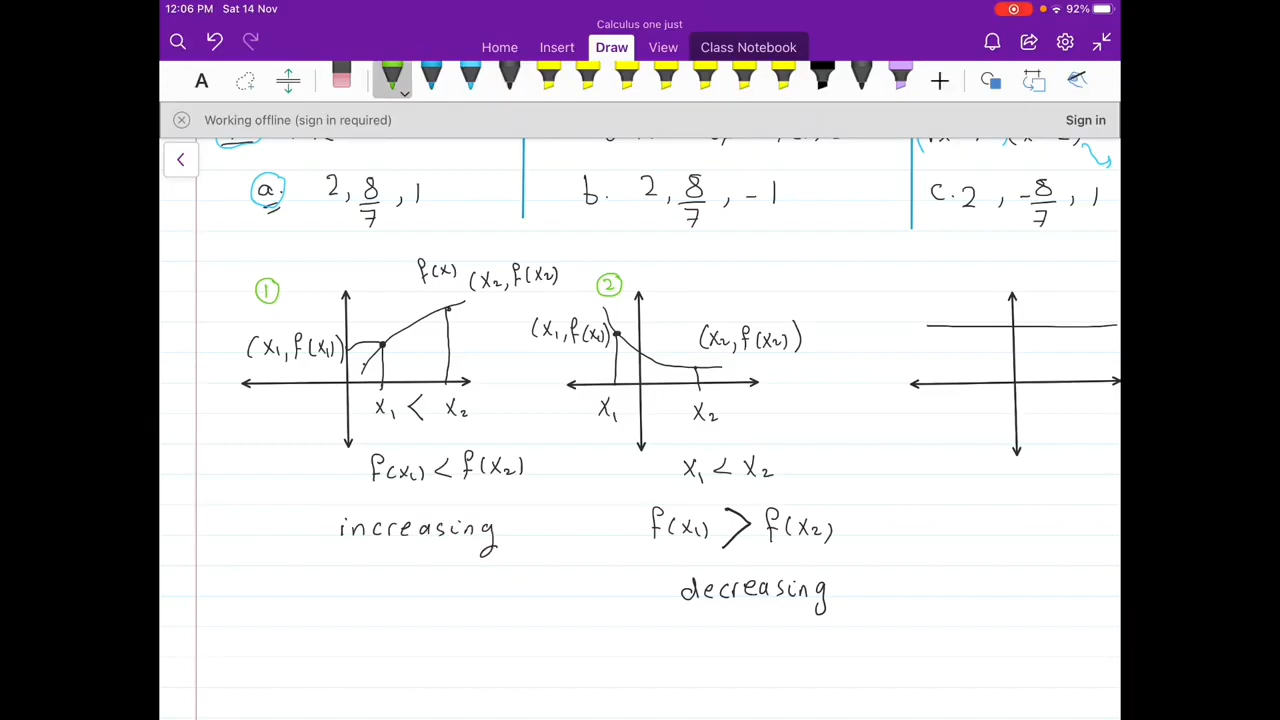 12:06 PM Sat 14 Nov
92%
Calculus one just
Home Insert Draw View Class Notebook
A
Working offline (sign in required)
Sign in
a. 2, 8/7, 1
b. 2, 8/7, -1
c. 2, -8/7, 1
①
f(x) (x₂, f(x₂)
(x₁, f(x₁))
x₁ < x₂
f(x₁) < f(x₂)
increasing
②
(x₁, f(x₁))
(x₂, f(x₂))
x₁ x₂
x₁ < x₂
f(x₁) > f(x₂)
decreasing